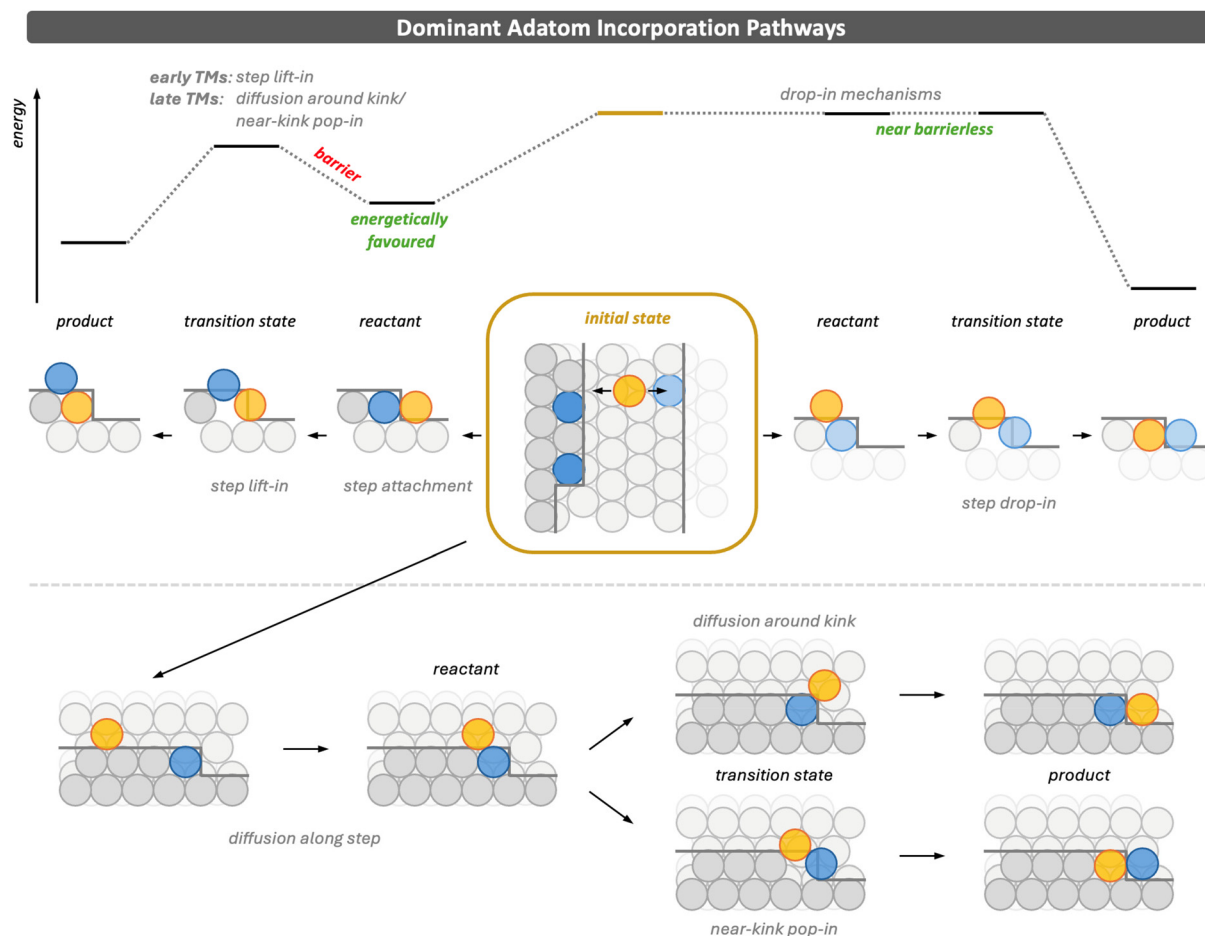 Dominant Adatom Incorporation Pathways
energy
early TMs: step lift-in
late TMs: diffusion around kink/
near-kink pop-in
barrier
energetically
favoured
drop-in mechanisms
near barrierless
product
transition state
reactant
initial state
reactant
transition state
product
step lift-in
step attachment
step drop-in
diffusion around kink
reactant
transition state
product
diffusion along step
near-kink pop-in